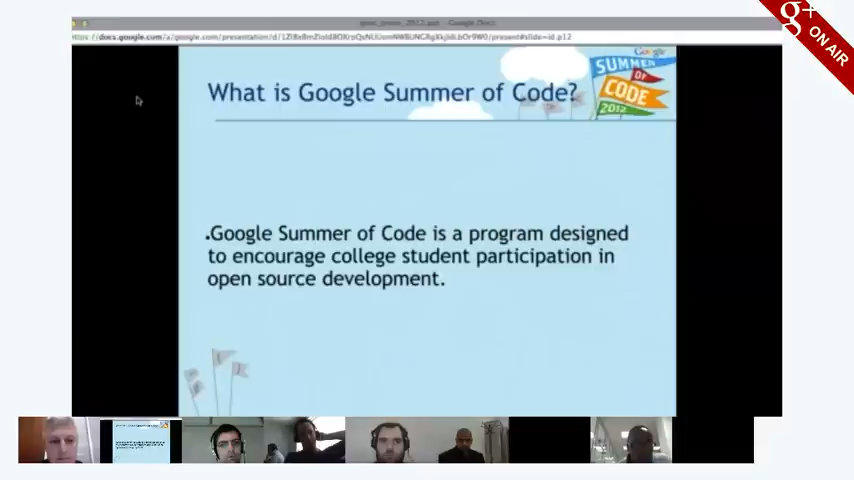 g+
ON AIR
What is Google Summer of Code?
Google
SUMMER
OF
CODE
2012
.Google Summer of Code is a program designed
to encourage college student participation in
open source development.